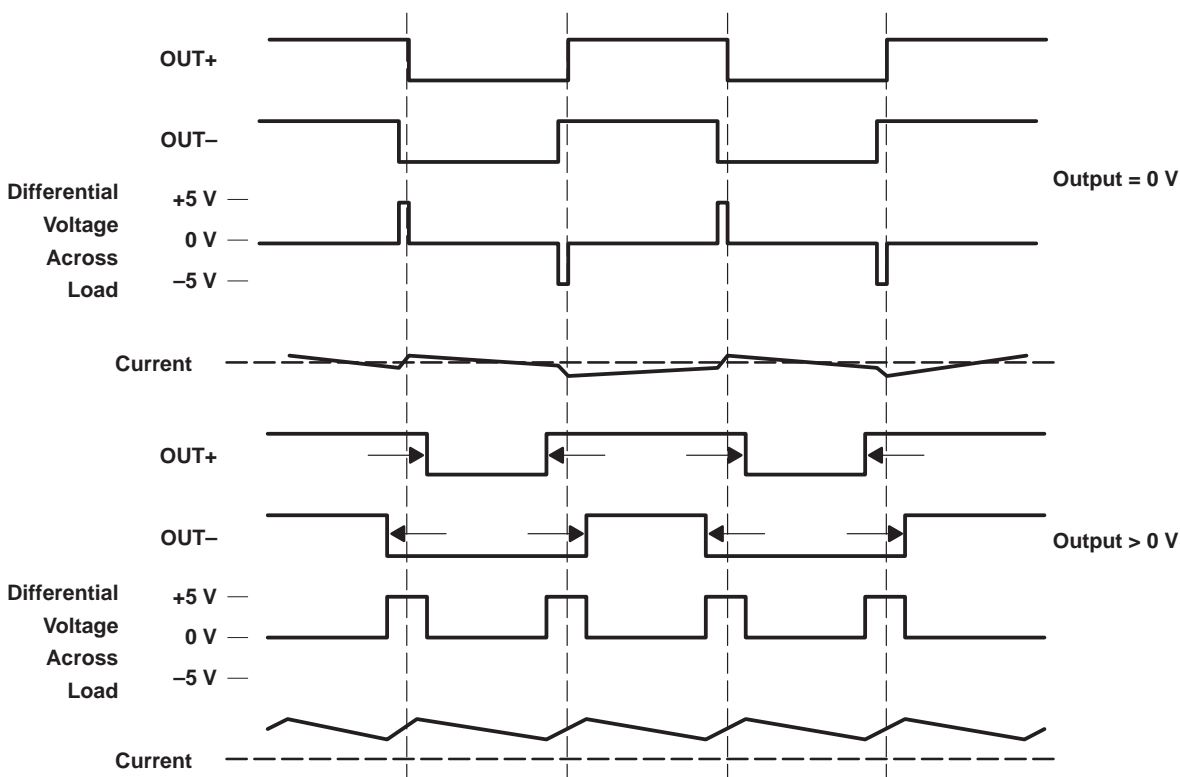 OUT+
OUT–
Output = 0 V
Differential
Voltage
Across
Load
+5 V
0 V
–5 V
Current
OUT+
OUT–
Output > 0 V
Differential
Voltage
Across
Load
+5 V
0 V
–5 V
Current